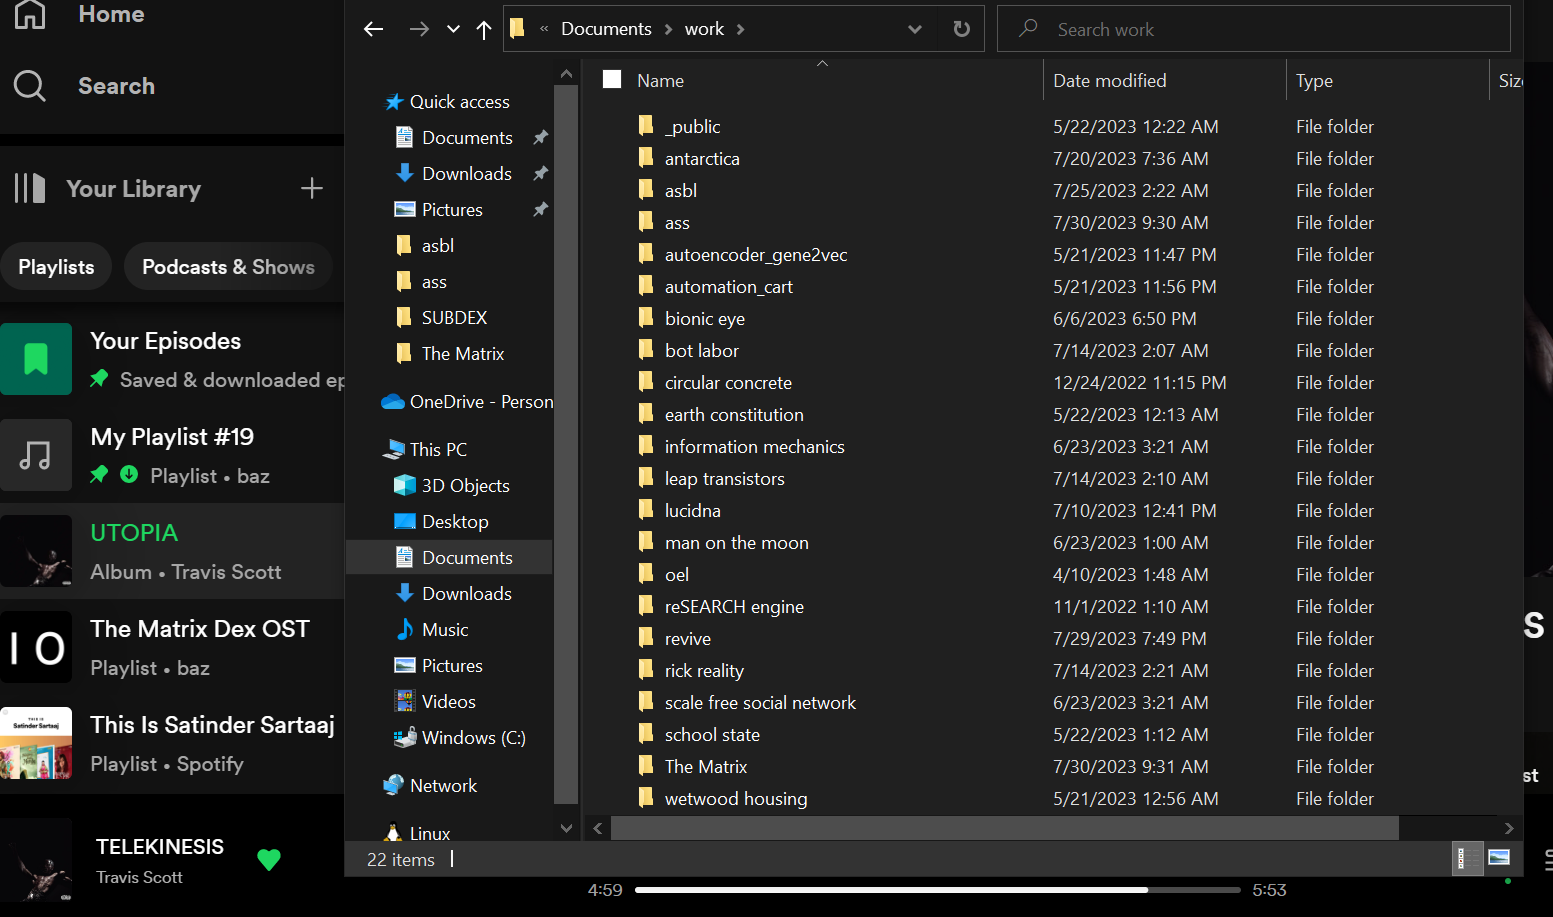 Home
Search
Your Library
Playlists
Podcasts & Shows
Your Episodes
Saved & downloaded ep
My Playlist #19
Playlist • baz
UTOPIA
Album • Travis Scott
The Matrix Dex OST
Playlist • baz
This Is Satinder Sartaaj
Playlist • Spotify
TELEKINESIS
Travis Scott
« Documents > work >
Search work
Quick access
Documents
Downloads
Pictures
asbl
ass
SUBDEX
The Matrix
OneDrive - Person
This PC
3D Objects
Desktop
Documents
Downloads
Music
Pictures
Videos
Windows (C:)
Network
Linux
Name Date modified Type Siz
_public 5/22/2023 12:22 AM File folder
antarctica 7/20/2023 7:36 AM File folder
asbl 7/25/2023 2:22 AM File folder
ass 7/30/2023 9:30 AM File folder
autoencoder_gene2vec 5/21/2023 11:47 PM File folder
automation_cart 5/21/2023 11:56 PM File folder
bionic eye 6/6/2023 6:50 PM File folder
bot labor 7/14/2023 2:07 AM File folder
circular concrete 12/24/2022 11:15 PM File folder
earth constitution 5/22/2023 12:13 AM File folder
information mechanics 6/23/2023 3:21 AM File folder
leap transistors 7/14/2023 2:10 AM File folder
lucidna 7/10/2023 12:41 PM File folder
man on the moon 6/23/2023 1:00 AM File folder
oel 4/10/2023 1:48 AM File folder
reSEARCH engine 11/1/2022 1:10 AM File folder
revive 7/29/2023 7:49 PM File folder
rick reality 7/14/2023 2:21 AM File folder
scale free social network 6/23/2023 3:21 AM File folder
school state 5/22/2023 1:12 AM File folder
The Matrix 7/30/2023 9:31 AM File folder
wetwood housing 5/21/2023 12:56 AM File folder
22 items
S
st
4:59 5:53